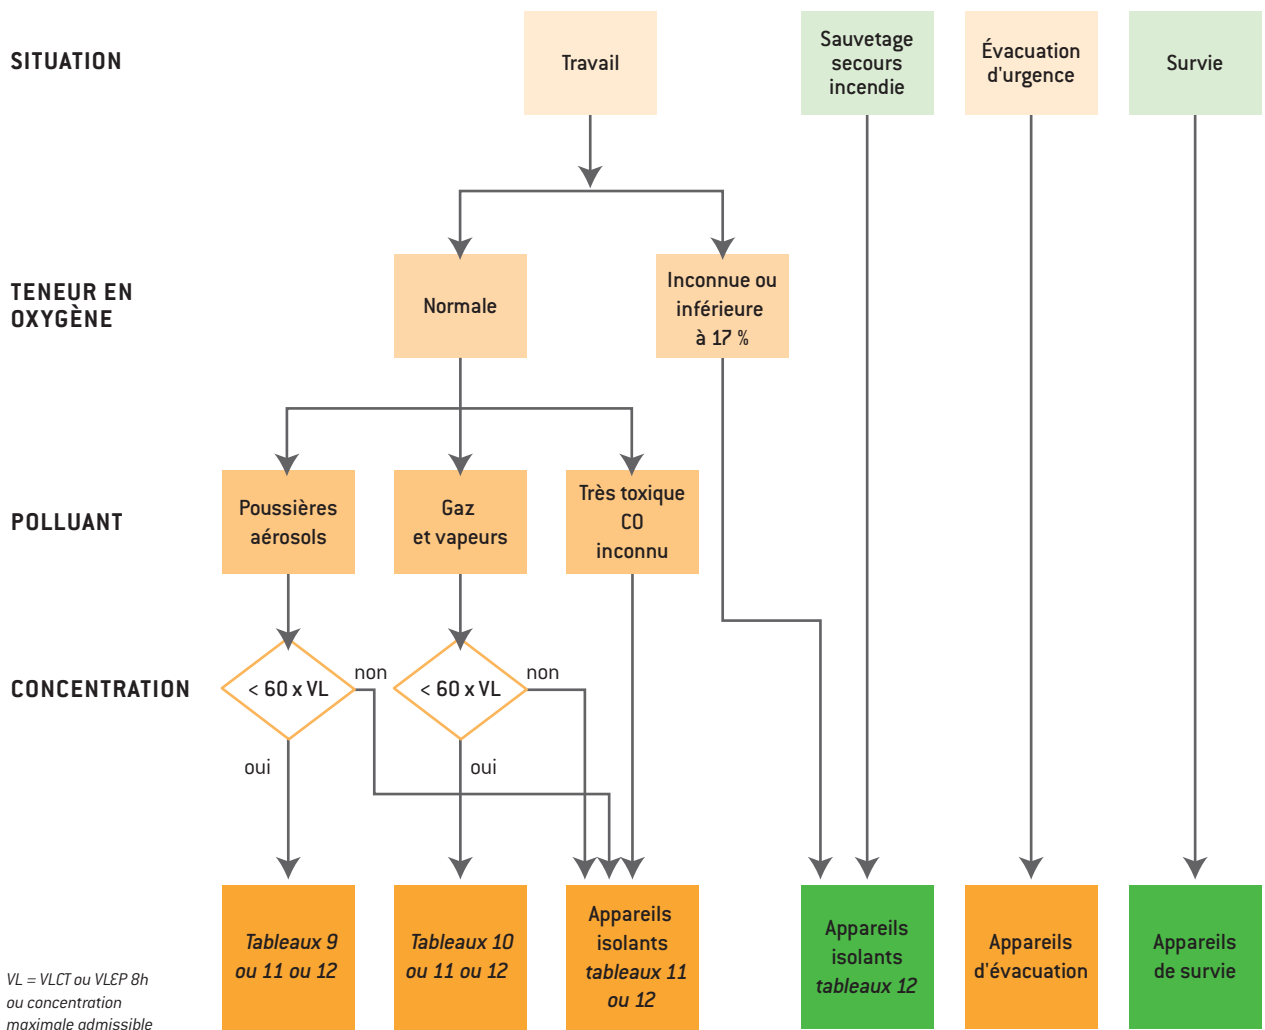 SITUATION
Travail
Sauvetage
secours
incendie
Évacuation
d'urgence
Survie
TENEUR EN
OXYGÈNE
Normale
Inconnue ou
inférieure
à 17 %
POLLUANT
Poussières
aérosols
Gaz
et vapeurs
Très toxique
CO
inconnu
CONCENTRATION
< 60 x VL
non
< 60 x VL
non
oui
oui
Tableaux 9
ou 11 ou 12
Tableaux 10
ou 11 ou 12
Appareils
isolants
tableaux 11
ou 12
Appareils
isolants
tableaux 12
Appareils
d'évacuation
Appareils
de survie
VL = VLCT ou VLEP 8h
ou concentration
maximale admissible